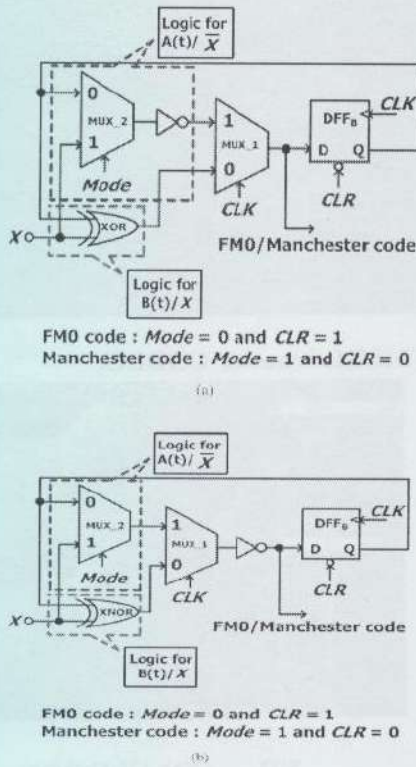 Logic for
A(t)/ X̅
0
MUX_2
1
Mode
1
MUX_1
0
CLK
DFF_B
CLK
D
Q
CLR
X
XOR
FM0/Manchester code
Logic for
B(t)/X
FM0 code : Mode = 0 and CLR = 1
Manchester code : Mode = 1 and CLR = 0
(a)
Logic for
A(t)/ X̅
0
MUX_2
1
Mode
1
MUX_1
0
CLK
DFF_B
CLK
D
Q
CLR
X
XNOR
FM0/Manchester code
Logic for
B(t)/X
FM0 code : Mode = 0 and CLR = 1
Manchester code : Mode = 1 and CLR = 0
(b)